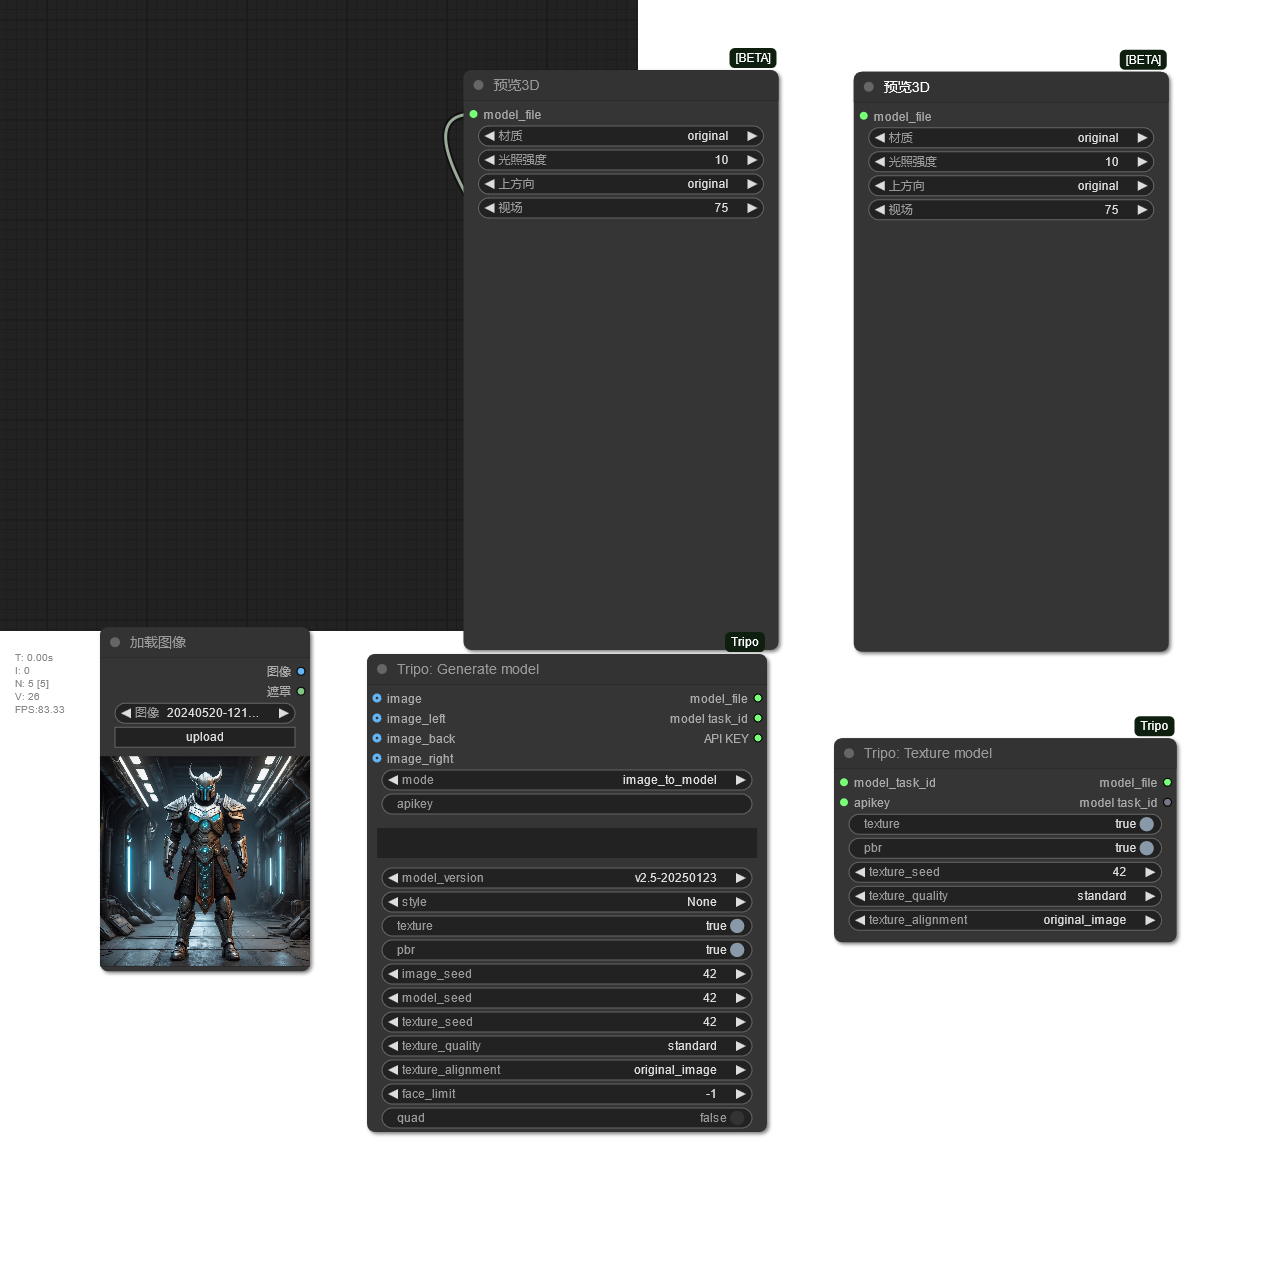 [BETA]
预览3D
model_file
材质 original
光照强度 10
上方向 original
视场 75
[BETA]
预览3D
model_file
材质 original
光照强度 10
上方向 original
视场 75
加载图像
图像
遮罩
图像 20240520-121...
upload
T: 0.00s
I: 0
N: 5 [5]
V: 26
FPS:83.33
Tripo
Tripo: Generate model
image model_file
image_left model task_id
image_back API KEY
image_right
mode image_to_model
apikey
model_version v2.5-20250123
style None
texture true
pbr true
image_seed 42
model_seed 42
texture_seed 42
texture_quality standard
texture_alignment original_image
face_limit -1
quad false
Tripo
Tripo: Texture model
model_task_id model_file
apikey model task_id
texture true
pbr true
texture_seed 42
texture_quality standard
texture_alignment original_image